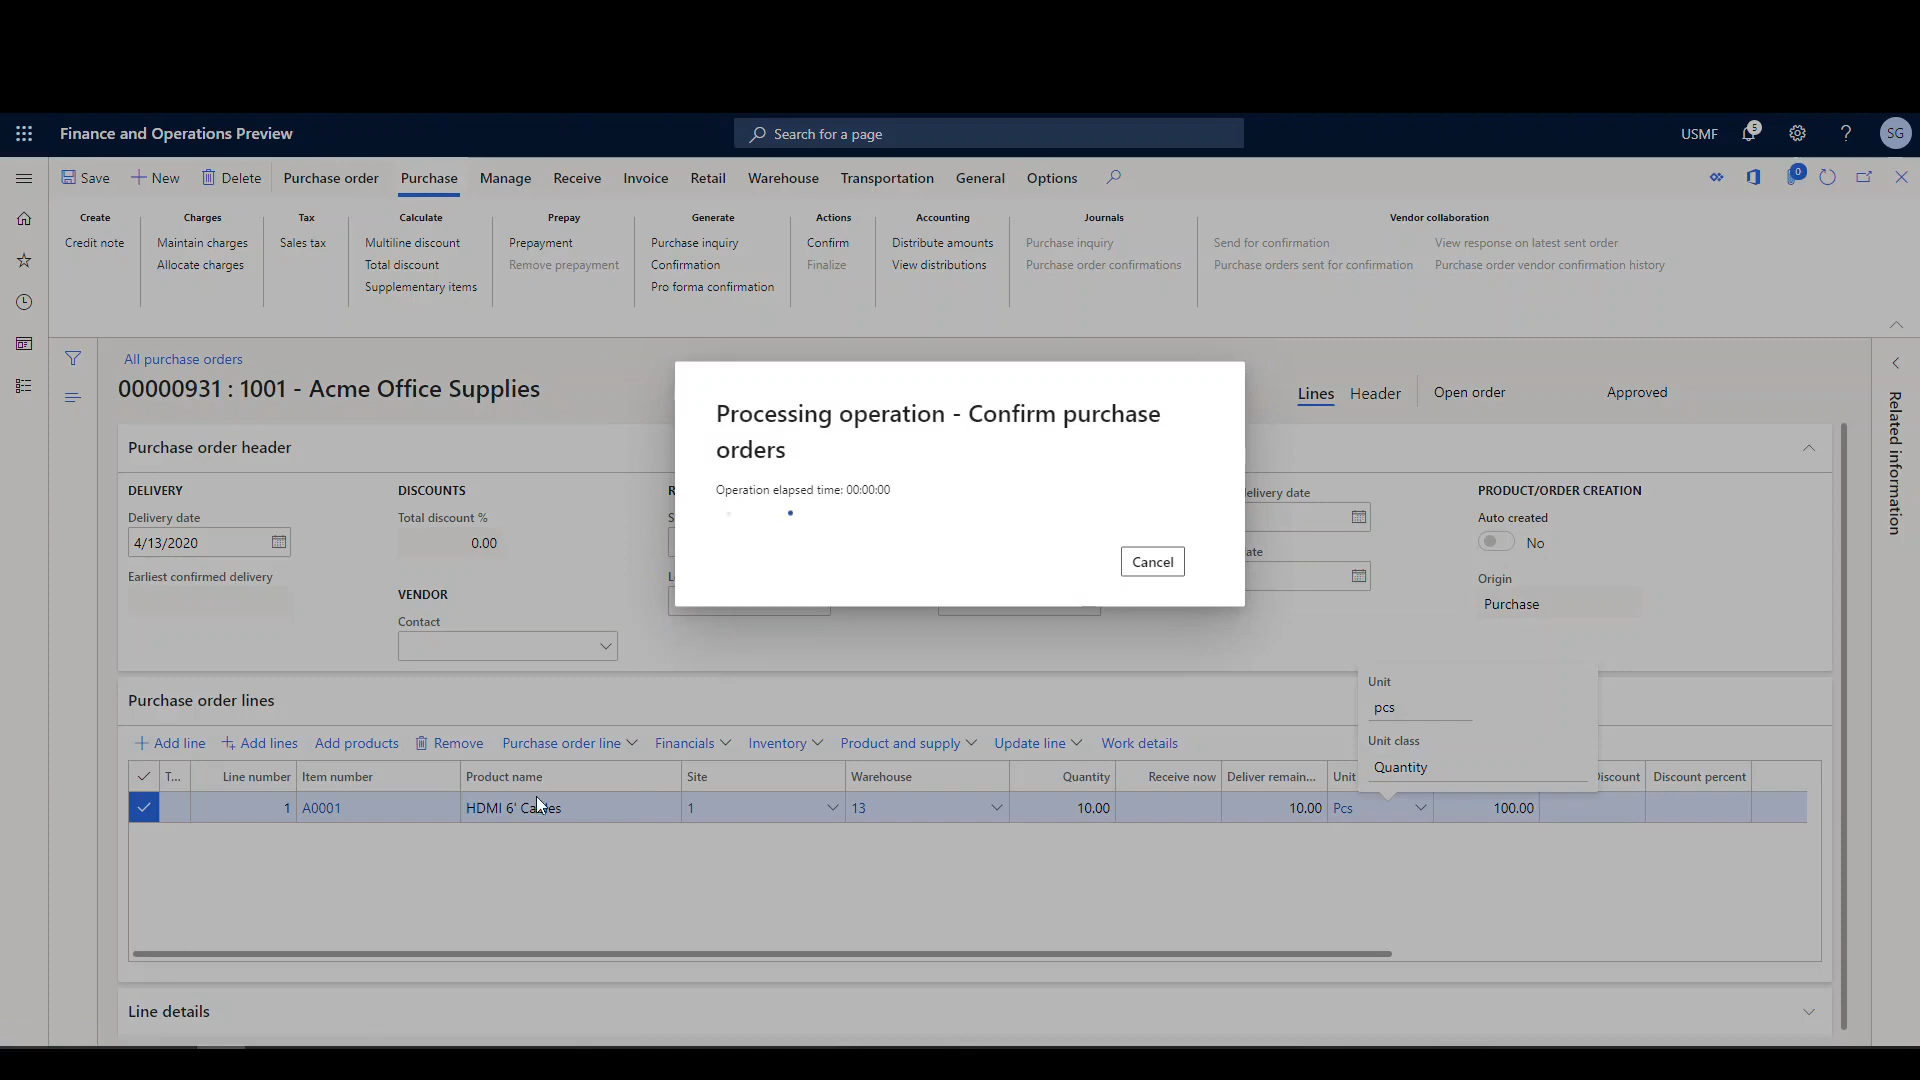 Finance and Operations Preview
Search for a page
USMF
5
?
SG
Save
New
Delete
Purchase order
Purchase
Manage
Receive
Invoice
Retail
Warehouse
Transportation
General
Options
0
Create
Charges
Tax
Calculate
Prepay
Generate
Actions
Accounting
Journals
Vendor collaboration
Credit note
Maintain charges
Sales tax
Multiline discount
Prepayment
Purchase inquiry
Confirm
Distribute amounts
Purchase inquiry
Send for confirmation
View response on latest sent order
Allocate charges
Total discount
Remove prepayment
Confirmation
Finalize
View distributions
Purchase order confirmations
Purchase orders sent for confirmation
Purchase order vendor confirmation history
Supplementary items
Pro forma confirmation
All purchase orders
00000931 : 1001 - Acme Office Supplies
Lines
Header
Open order
Approved
Related information
Processing operation - Confirm purchase
orders
Operation elapsed time: 00:00:00
Cancel
Purchase order header
DELIVERY
Delivery date
4/13/2020
Earliest confirmed delivery
DISCOUNTS
Total discount %
0.00
VENDOR
Contact
elivery date
ate
PRODUCT/ORDER CREATION
Auto created
No
Origin
Purchase
Purchase order lines
Unit
pcs
Unit class
Quantity
Add line
Add lines
Add products
Remove
Purchase order line
Financials
Inventory
Product and supply
Update line
Work details
T...
Line number
Item number
Product name
Site
Warehouse
Quantity
Receive now
Deliver remain...
Unit
Discount
Discount percent
1
A0001
HDMI 6' Cables
1
13
10.00
10.00
Pcs
100.00
Line details